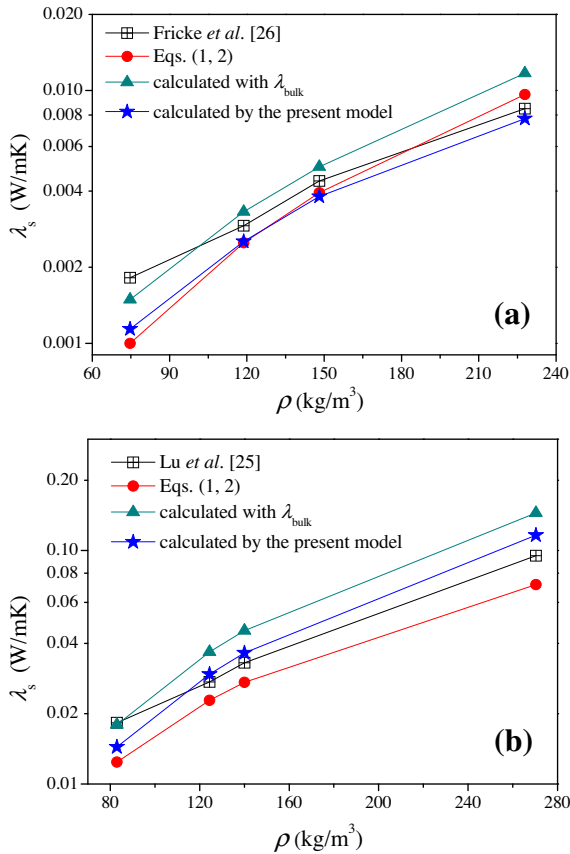 0.020
0.010
0.008
0.006
0.004
0.002
0.001
λs (W/mK)
Fricke et al. [26]
Eqs. (1, 2)
calculated with λbulk
calculated by the present model
(a)
60 90 120 150 180 210 240
ρ (kg/m³)
0.20
0.10
0.08
0.06
0.04
0.02
0.01
λs (W/mK)
Lu et al. [25]
Eqs. (1, 2)
calculated with λbulk
calculated by the present model
(b)
80 120 160 200 240 280
ρ (kg/m³)